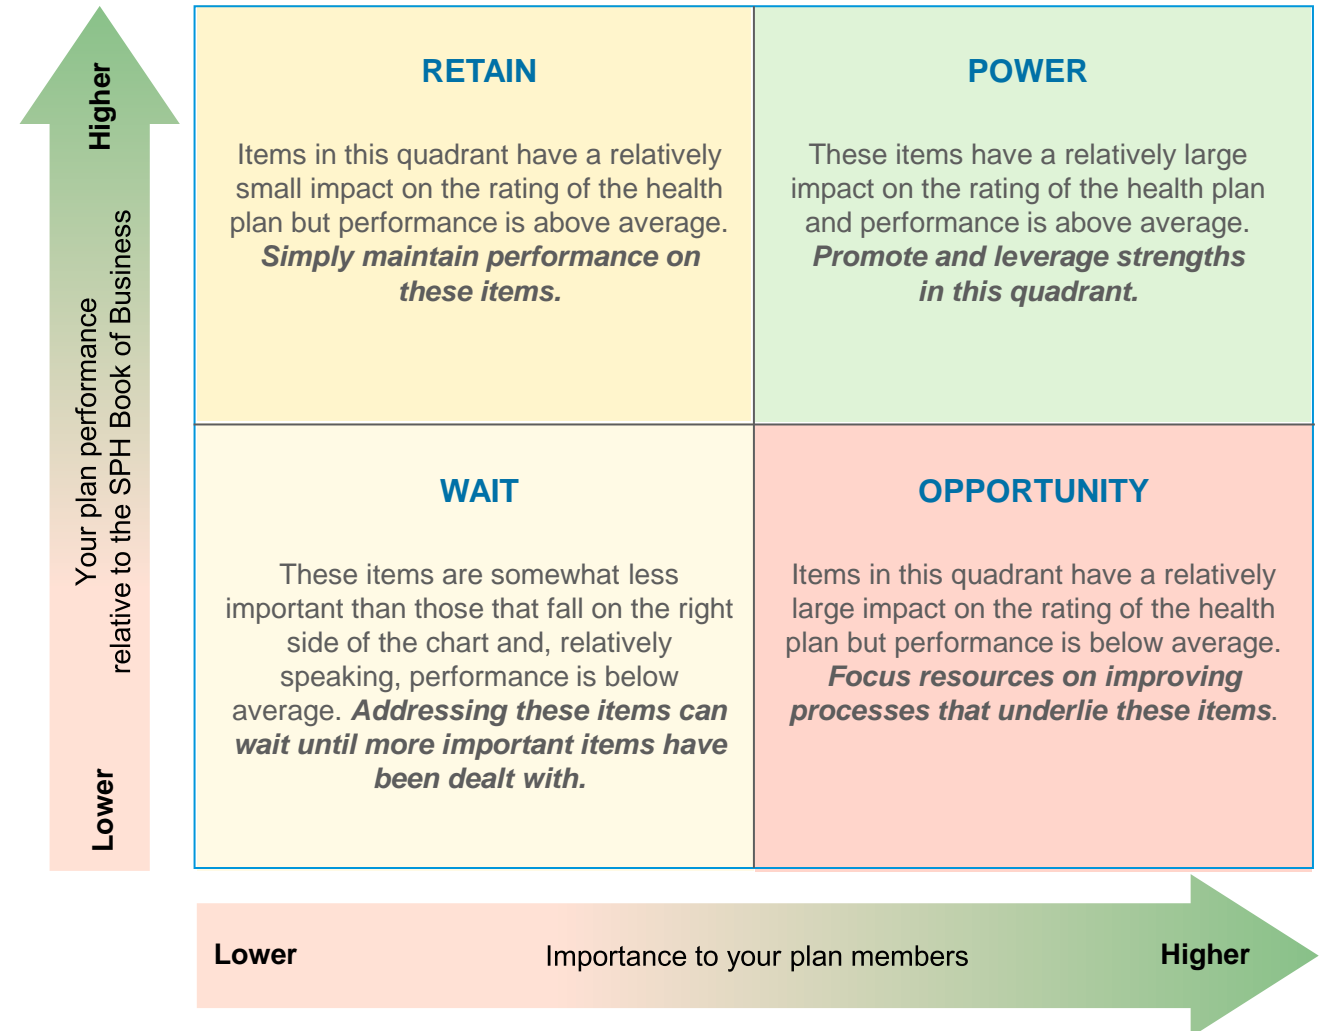 Higher
Your plan performance
relative to the SPH Book of Business
Lower
RETAIN
Items in this quadrant have a relatively
small impact on the rating of the health
plan but performance is above average.
Simply maintain performance on
these items.
POWER
These items have a relatively large
impact on the rating of the health plan
and performance is above average.
Promote and leverage strengths
in this quadrant.
WAIT
These items are somewhat less
important than those that fall on the right
side of the chart and, relatively
speaking, performance is below
average. Addressing these items can
wait until more important items have
been dealt with.
OPPORTUNITY
Items in this quadrant have a relatively
large impact on the rating of the health
plan but performance is below average.
Focus resources on improving
processes that underlie these items.
Lower
Importance to your plan members
Higher